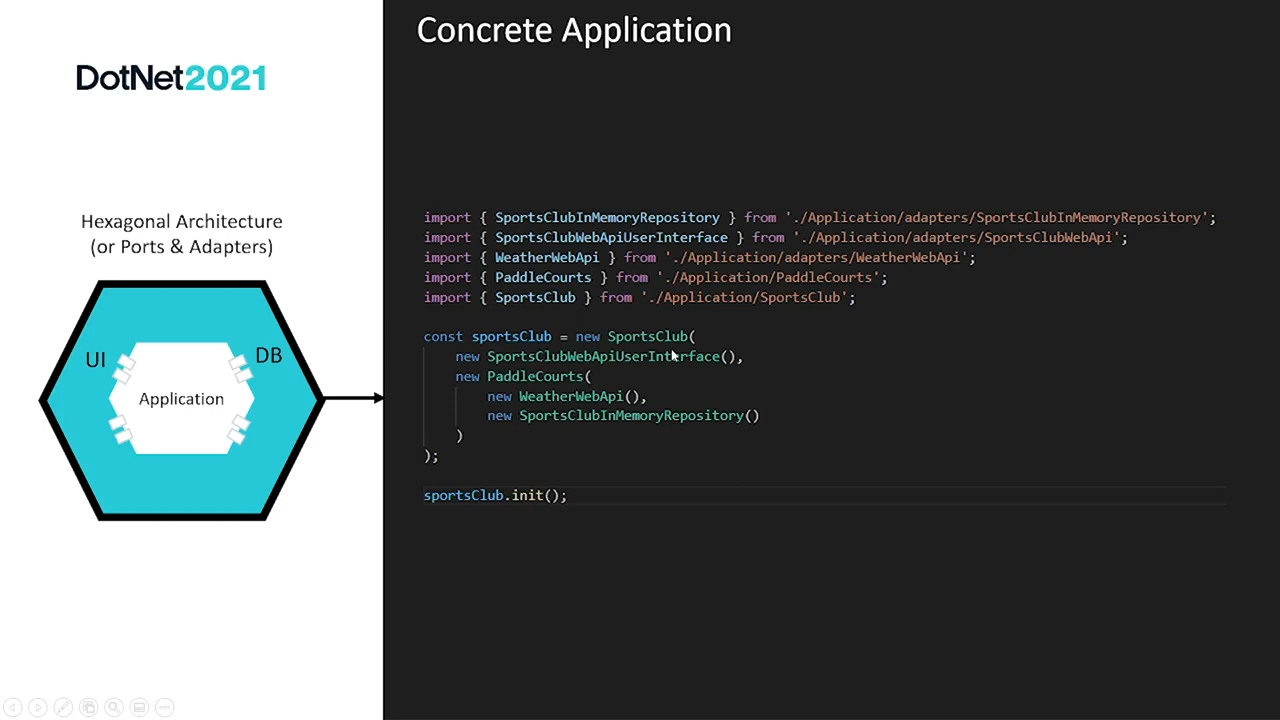 DotNet2021
Hexagonal Architecture
(or Ports & Adapters)
UI
DB
Application
Concrete Application
import { SportsClubInMemoryRepository } from './Application/adapters/SportsClubInMemoryRepository';
import { SportsClubWebApiUserInterface } from './Application/adapters/SportsClubWebApi';
import { WeatherWebApi } from './Application/adapters/WeatherWebApi';
import { PaddleCourts } from './Application/PaddleCourts';
import { SportsClub } from './Application/SportsClub';
const sportsClub = new SportsClub(
new SportsClubWebApiUserInterface(),
new PaddleCourts(
new WeatherWebApi(),
new SportsClubInMemoryRepository()
)
);
sportsClub.init();